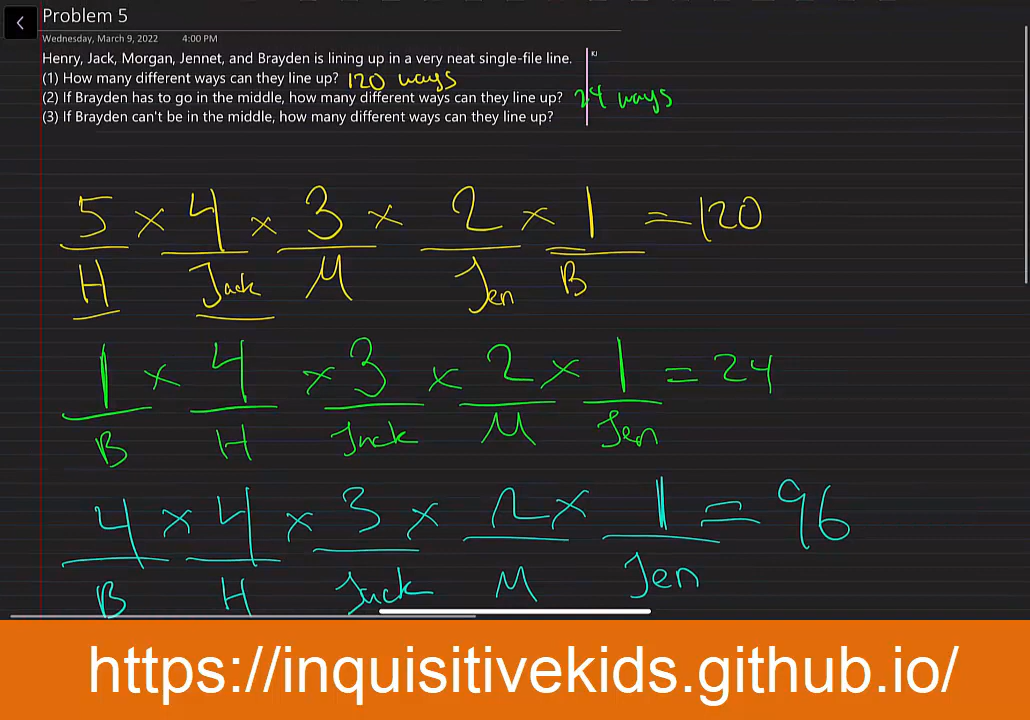 Problem 5
Wednesday, March 9, 2022 4:00 PM
Henry, Jack, Morgan, Jennet, and Brayden is lining up in a very neat single-file line.
(1) How many different ways can they line up? 120 ways
(2) If Brayden has to go in the middle, how many different ways can they line up? 24 ways
(3) If Brayden can't be in the middle, how many different ways can they line up?
5 × 4 × 3 × 2 × 1 = 120
H Jack M Jen B
1 × 4 × 3 × 2 × 1 = 24
B H Jack M Jen
4 × 4 × 3 × 2 × 1 = 96
B H Jack M Jen
https://inquisitivekids.github.io/